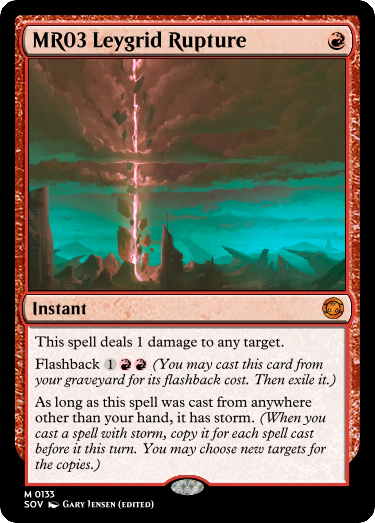 MR03 Leygrid Rupture
Instant
This spell deals 1 damage to any target.
Flashback 1 (You may cast this card from
your graveyard for its flashback cost. Then exile it.)
As long as this spell was cast from anywhere
other than your hand, it has storm. (When you
cast a spell with storm, copy it for each spell cast
before it this turn. You may choose new targets for
the copies.)
M 0133
SOV GARY JENSEN (EDITED)